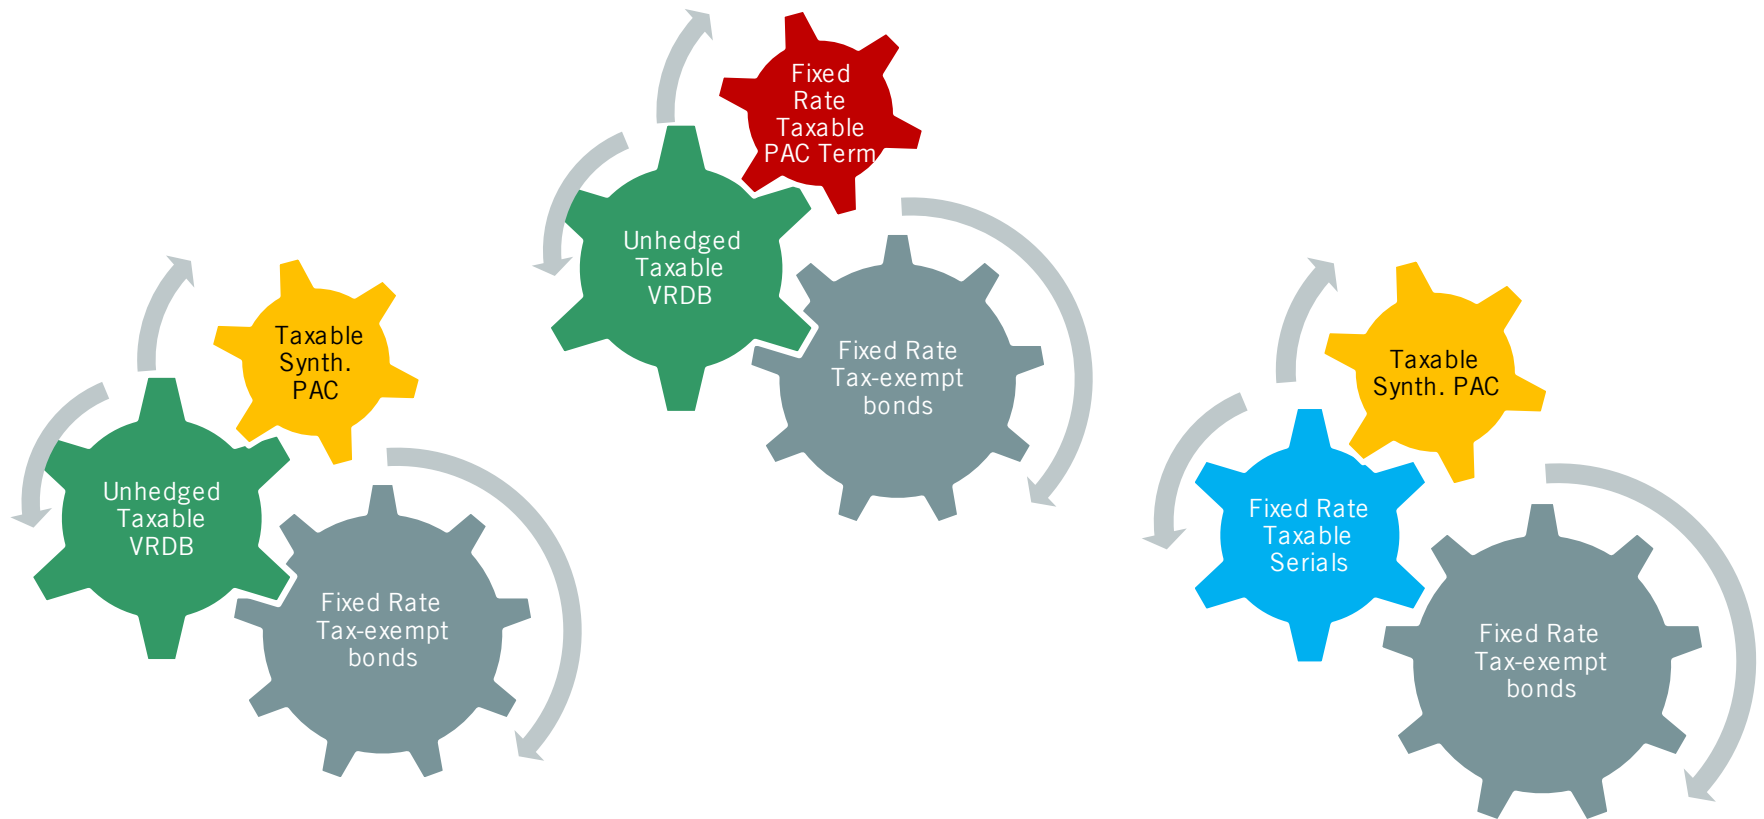 Taxable
Synth.
PAC
Unhedged
Taxable
VRDB
Fixed Rate
Tax-exempt
bonds
Fixed
Rate
Taxable
PAC Term
Unhedged
Taxable
VRDB
Fixed Rate
Tax-exempt
bonds
Taxable
Synth. PAC
Fixed Rate
Taxable
Serials
Fixed Rate
Tax-exempt
bonds